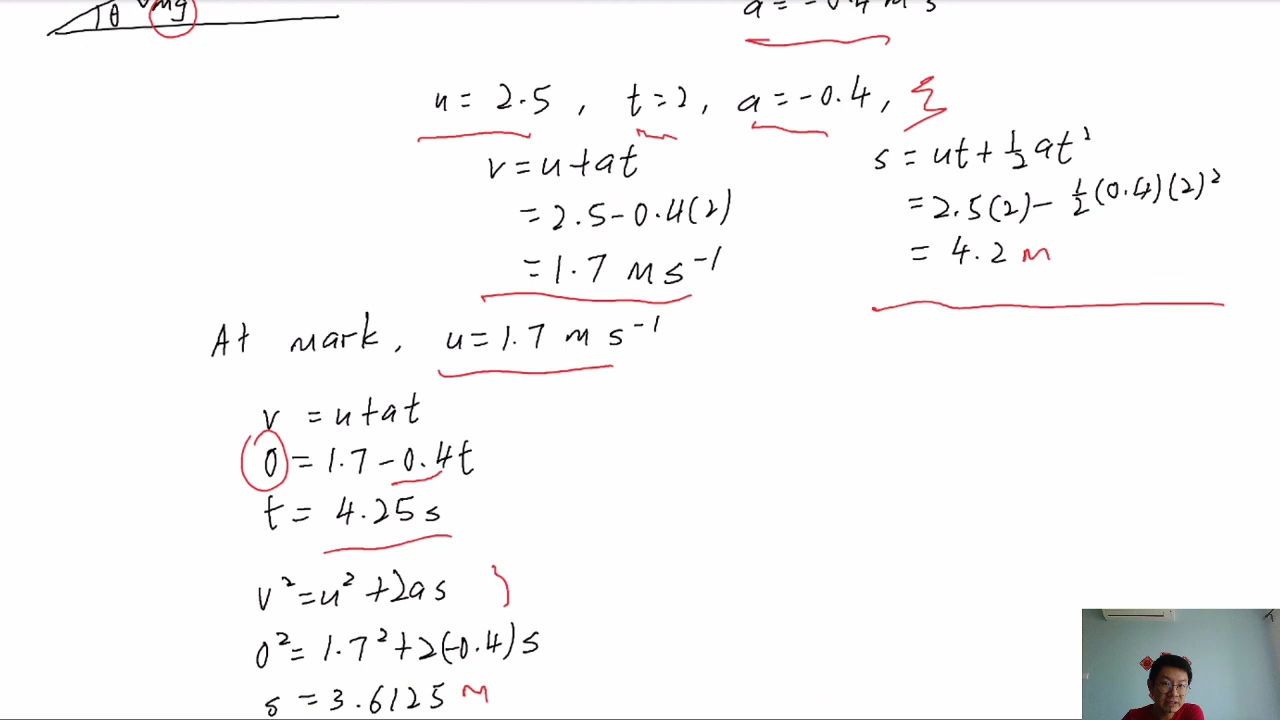 θ mg
u = 2.5 , t = 2 , a = -0.4 ,
v = u + at
= 2.5 - 0.4(2)
= 1.7 m s⁻¹
s = ut + ½at²
= 2.5(2) - ½(0.4)(2)²
= 4.2 m
At mark, u = 1.7 m s⁻¹
v = u + at
0 = 1.7 - 0.4t
t = 4.25 s
v² = u² + 2as
0² = 1.7² + 2(-0.4)s
s = 3.6125 m